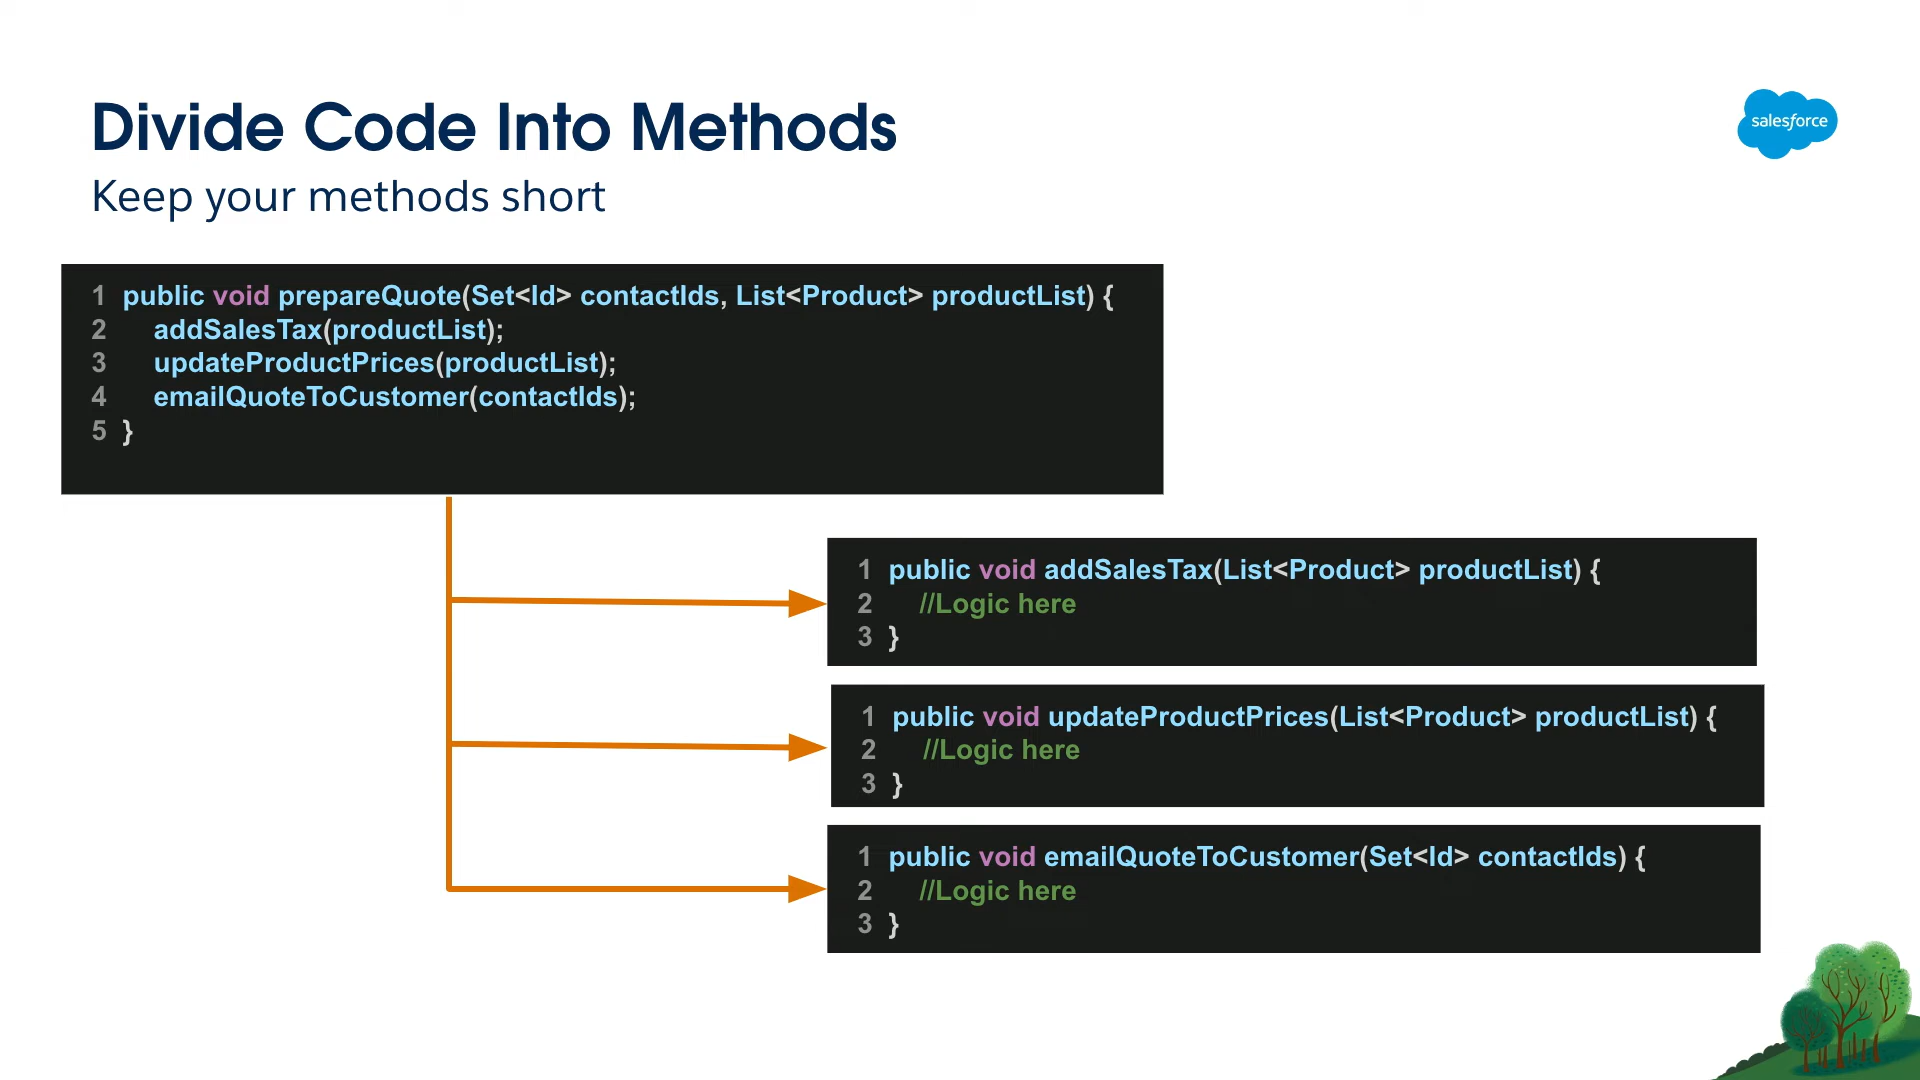 Divide Code Into Methods
salesforce
Keep your methods short
1 public void prepareQuote(Set<Id> contactIds, List<Product> productList) {
2 addSalesTax(productList);
3 updateProductPrices(productList);
4 emailQuoteToCustomer(contactIds);
5 }
1 public void addSalesTax(List<Product> productList) {
2 //Logic here
3 }
1 public void updateProductPrices(List<Product> productList) {
2 //Logic here
3 }
1 public void emailQuoteToCustomer(Set<Id> contactIds) {
2 //Logic here
3 }